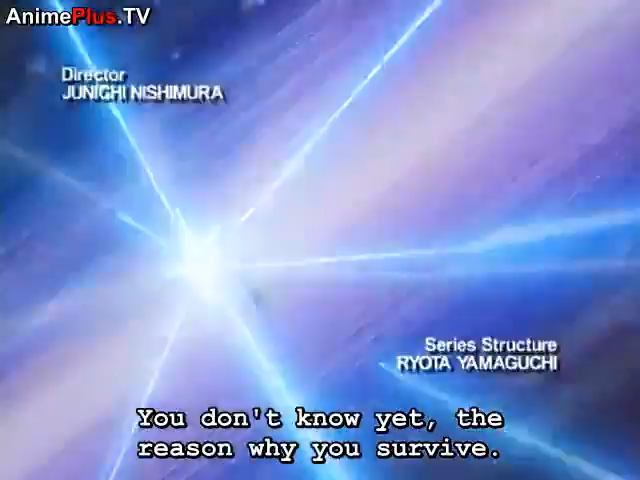 AnimePlus.TV
Director
JUNICHI NISHIMURA
Series Structure
RYOTA YAMAGUCHI
You don't know yet, the
reason why you survive.